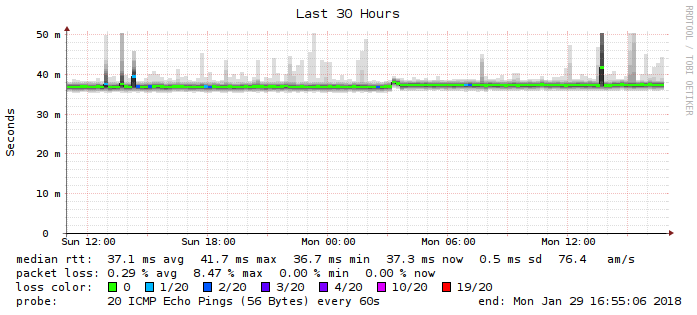 Last 30 Hours
RRDTOOL / TOBI OETIKER
Seconds
50 m
40 m
30 m
20 m
10 m
0
Sun 12:00 Sun 18:00 Mon 00:00 Mon 06:00 Mon 12:00
median rtt: 37.1 ms avg 41.7 ms max 36.7 ms min 37.3 ms now 0.5 ms sd 76.4 am/s
packet loss: 0.29 % avg 8.47 % max 0.00 % min 0.00 % now
loss color: 0 1/20 2/20 3/20 4/20 10/20 19/20
probe: 20 ICMP Echo Pings (56 Bytes) every 60s end: Mon Jan 29 16:55:06 2018